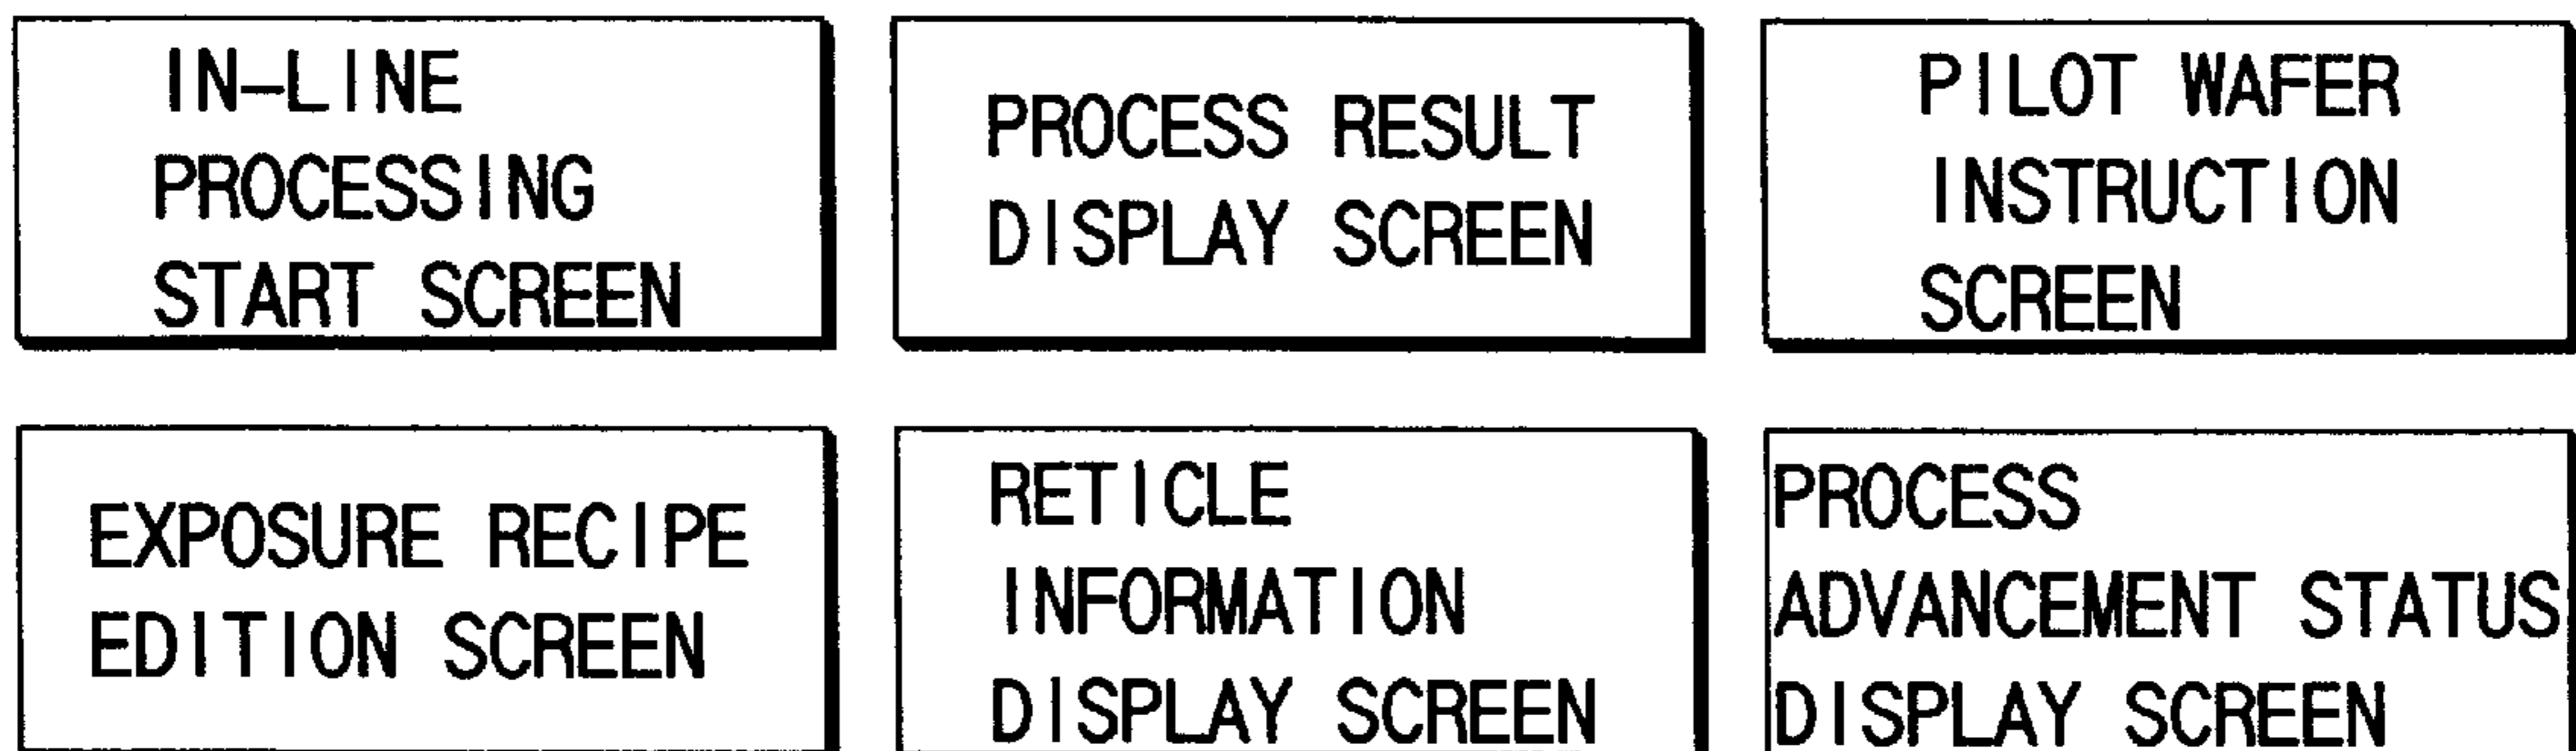 IN-LINE
PROCESSING
START SCREEN
PROCESS RESULT
DISPLAY SCREEN
PILOT WAFER
INSTRUCTION
SCREEN
EXPOSURE RECIPE
EDITION SCREEN
RETICLE
INFORMATION
DISPLAY SCREEN
PROCESS
ADVANCEMENT STATUS
DISPLAY SCREEN